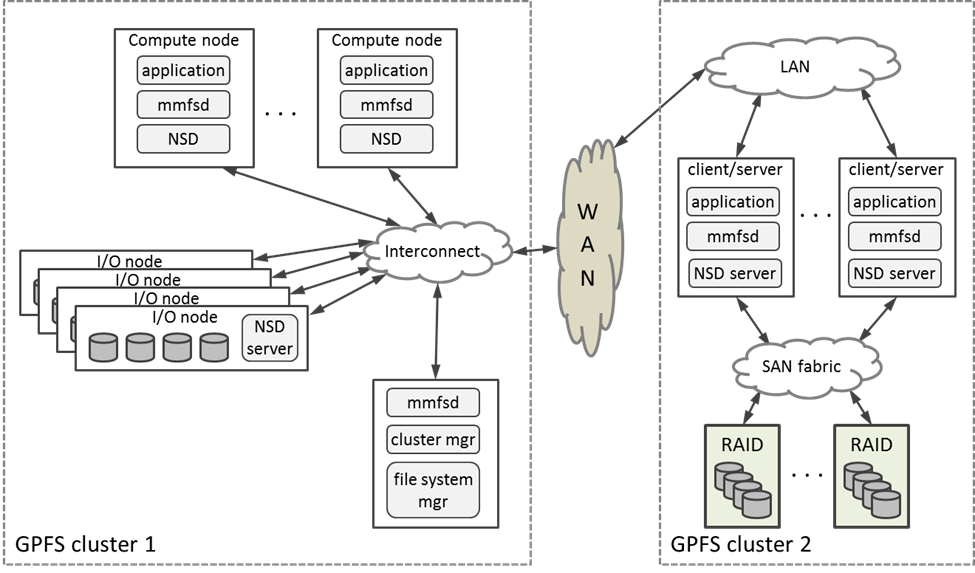 Compute node
application
mmfsd
NSD
. . .
Compute node
application
mmfsd
NSD
Interconnect
I/O node
I/O node
I/O node
I/O node
NSD
server
mmfsd
cluster mgr
file system
mgr
GPFS cluster 1
W
A
N
LAN
client/server
application
mmfsd
NSD server
. . .
client/server
application
mmfsd
NSD server
SAN fabric
RAID
. . .
RAID
GPFS cluster 2